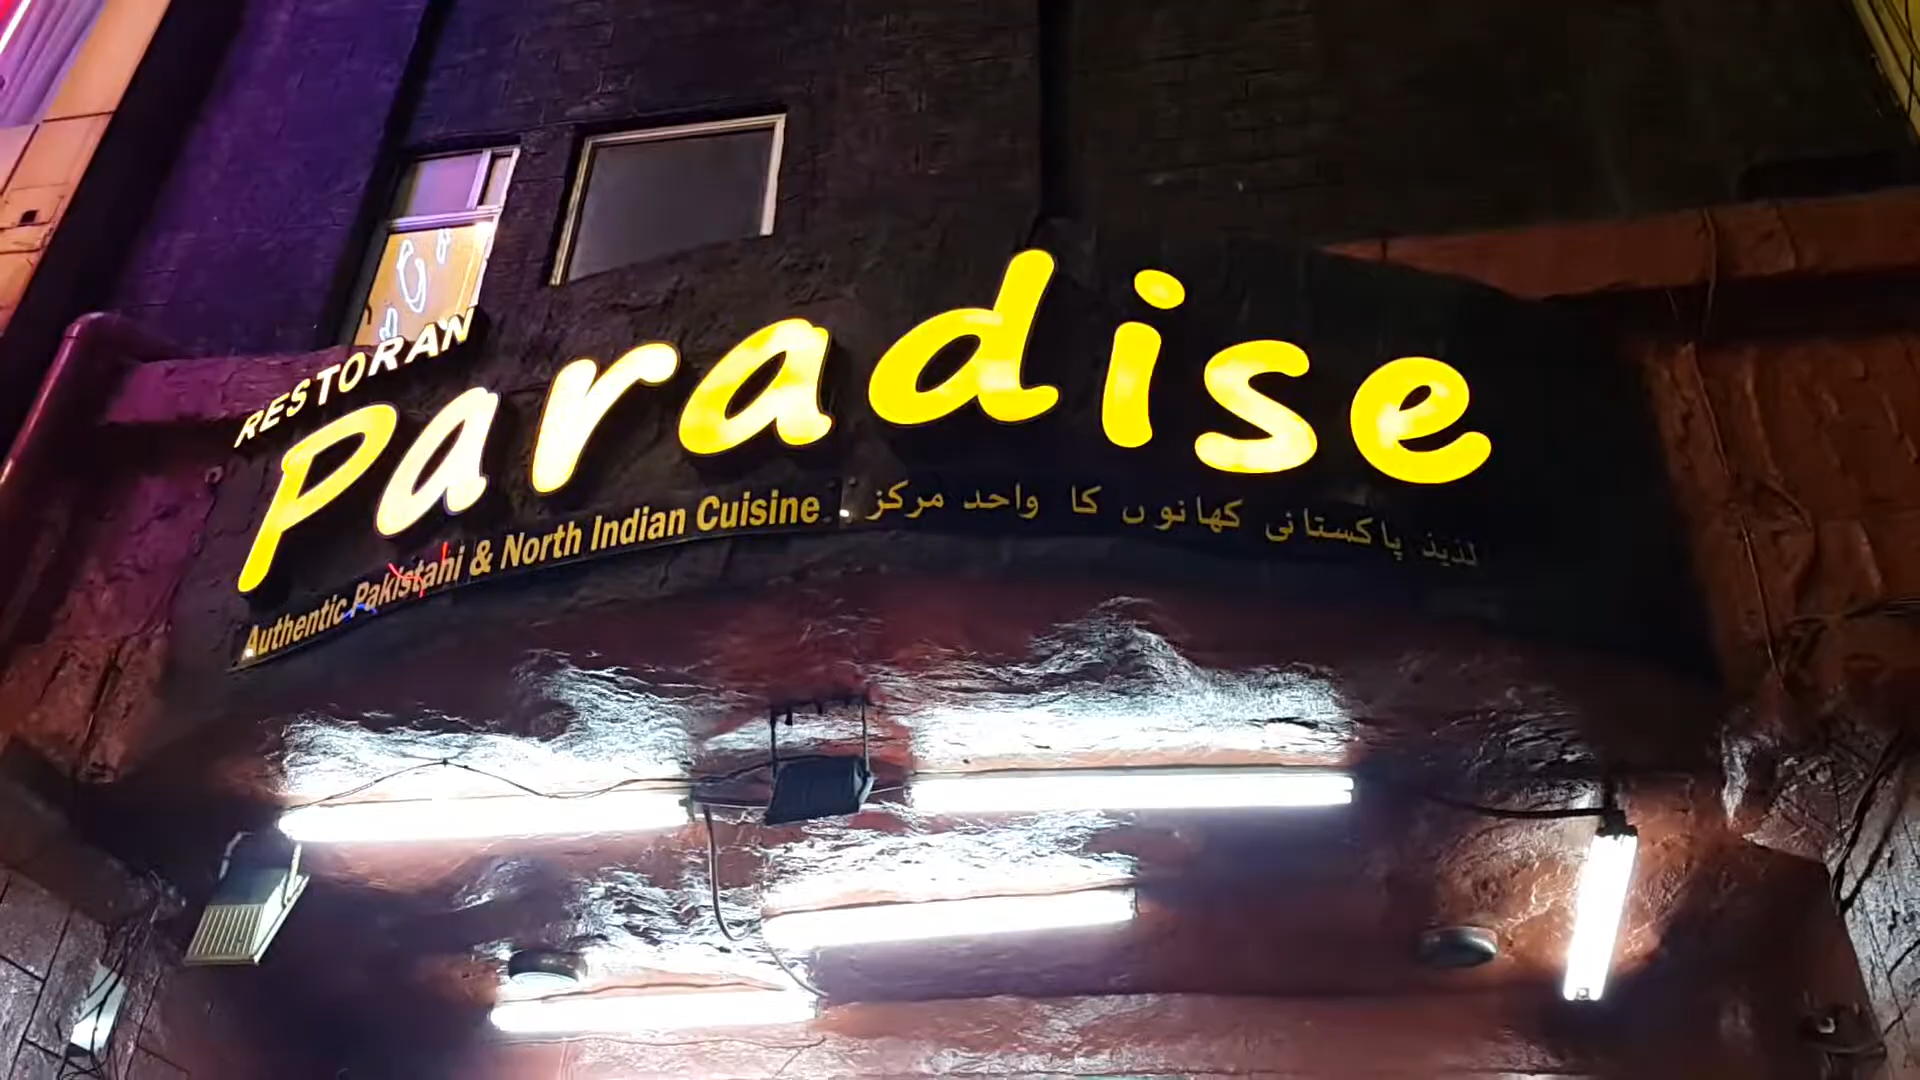 RESTORAN
Paradise
Authentic Pakistani & North Indian Cuisine
لذیذ پاکستانی کھانوں کا واحد مرکز